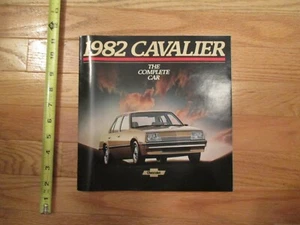 1982 CAVALIER
THE
COMPLETE
CAR